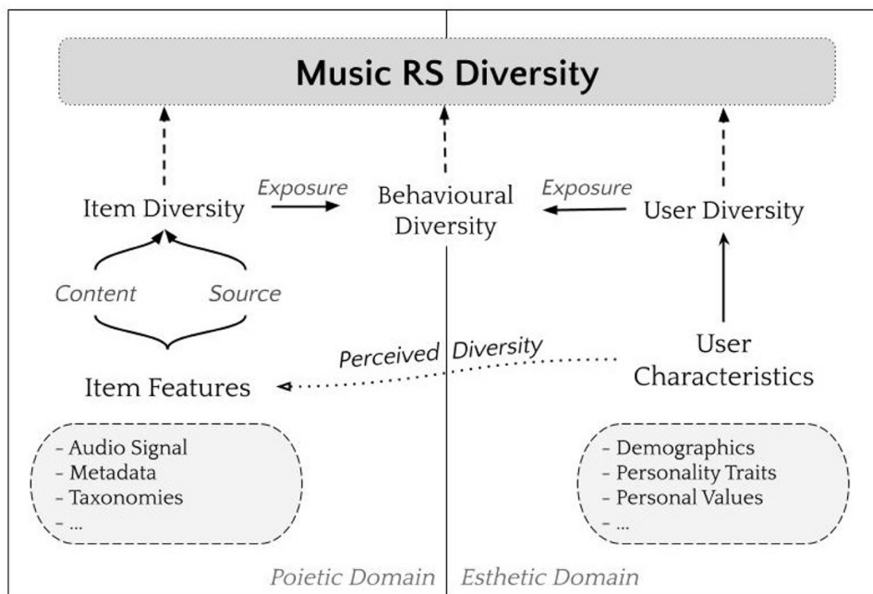 Music RS Diversity
Item Diversity
Exposure
Behavioural
Diversity
Exposure
User Diversity
Content
Source
Item Features
Perceived Diversity
User
Characteristics
- Audio Signal
- Metadata
- Taxonomies
- ...
- Demographics
- Personality Traits
- Personal Values
- ...
Poietic Domain
Esthetic Domain